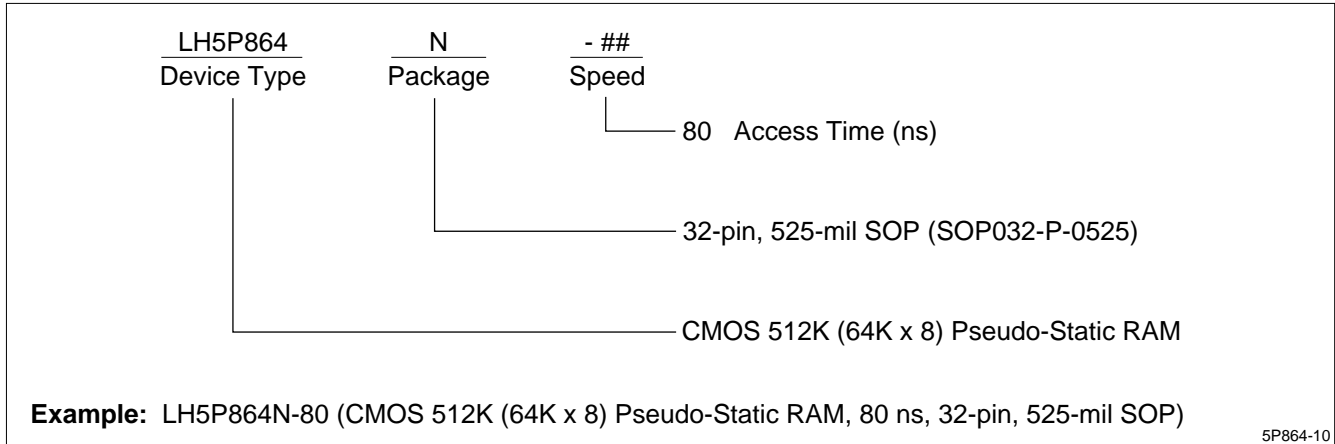 LH5P864 N - ##
Device Type Package Speed
80 Access Time (ns)
32-pin, 525-mil SOP (SOP032-P-0525)
CMOS 512K (64K x 8) Pseudo-Static RAM
Example: LH5P864N-80 (CMOS 512K (64K x 8) Pseudo-Static RAM, 80 ns, 32-pin, 525-mil SOP)
5P864-10